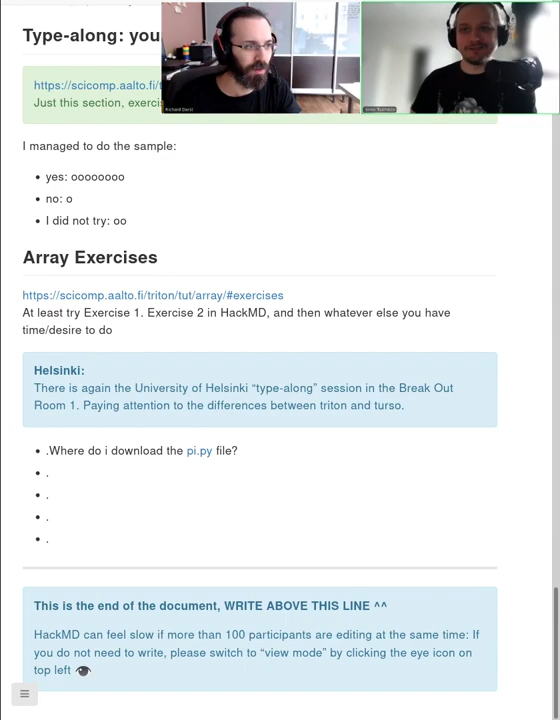 Type-along: you
https://scicomp.aalto.fi/t
Just this section, exerci
Richard Darst
I managed to do the sample:
yes: oooooooo
no: o
I did not try: oo
Array Exercises
https://scicomp.aalto.fi/triton/tut/array/#exercises
At least try Exercise 1. Exercise 2 in HackMD, and then whatever else you have
time/desire to do
Helsinki:
There is again the University of Helsinki “type-along” session in the Break Out
Room 1. Paying attention to the differences between triton and turso.
.Where do i download the pi.py file?
.
.
.
.
This is the end of the document, WRITE ABOVE THIS LINE ^^
HackMD can feel slow if more than 100 participants are editing at the same time: If
you do not need to write, please switch to “view mode” by clicking the eye icon on
top left